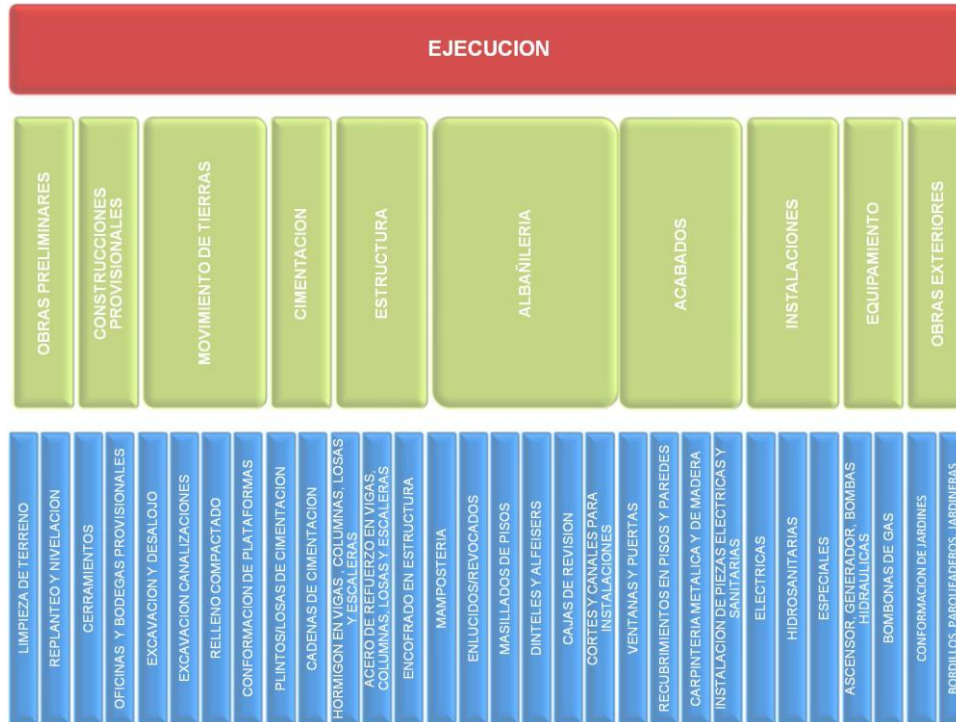 EJECUCION
OBRAS PRELIMINARES
CONSTRUCCIONES
PROVISIONALES
MOVIMIENTO DE TIERRAS
CIMENTACION
ESTRUCTURA
ALBAÑILERIA
ACABADOS
INSTALACIONES
EQUIPAMIENTO
OBRAS EXTERIORES
LIMPIEZA DE TERRENO
REPLANTEO Y NIVELACION
CERRAMIENTOS
OFICINAS Y BODEGAS PROVISIONALES
EXCAVACION Y DESALOJO
EXCAVACION CANALIZACIONES
RELLENO COMPACTADO
CONFORMACION DE PLATAFORMAS
PLINTOS/LOSAS DE CIMENTACION
CADENAS DE CIMENTACION
HORMIGON EN VIGAS , COLUMNAS, LOSAS
Y ESCALERAS
ACERO DE REFUERZO EN VIGAS,
COLUMNAS, LOSAS Y ESCALERAS
ENCOFRADO EN ESTRUCTURA
MAMPOSTERIA
ENLUCIDOS/REVOCADOS
MASILLADOS DE PISOS
DINTELES Y ALFEISERS
CAJAS DE REVISION
CORTES Y CANALES PARA
INSTALACIONES
VENTANAS Y PUERTAS
RECUBRIMIENTOS EN PISOS Y PAREDES
CARPINTERIA METALICA Y DE MADERA
INSTALACION DE PIEZAS ELECTRICAS Y
SANITARIAS
ELECTRICAS
HIDROSANITARIAS
ESPECIALES
ASCENSOR, GENERADOR, BOMBAS
HIDRAULICAS
BOMBONAS DE GAS
CONFORMACION DE JARDINES
BORDILLOS, PARQUEADEROS, JARDINERAS